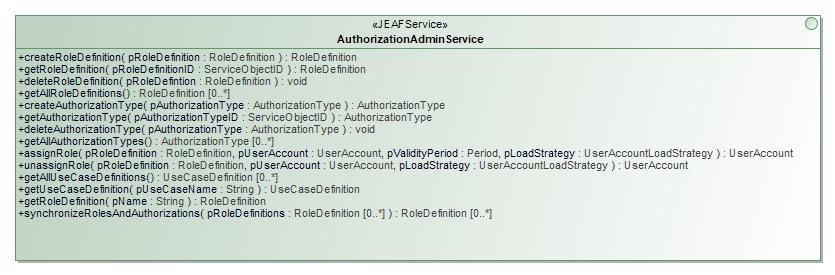 «JEAFService»
AuthorizationAdminService
+createRoleDefinition( pRoleDefinition : RoleDefinition ) : RoleDefinition
+getRoleDefinition( pRoleDefinitionID : ServiceObjectID ) : RoleDefinition
+deleteRoleDefinition( pRoleDefintion : RoleDefinition ) : void
+getAllRoleDefinitions() : RoleDefinition [0..*]
+createAuthorizationType( pAuthorizationType : AuthorizationType ) : AuthorizationType
+getAuthorizationType( pAuthorizationTypeID : ServiceObjectID ) : AuthorizationType
+deleteAuthorizationType( pAuthorizationType : AuthorizationType ) : void
+getAllAuthorizationTypes() : AuthorizationType [0..*]
+assignRole( pRoleDefinition : RoleDefinition, pUserAccount : UserAccount, pValidityPeriod : Period, pLoadStrategy : UserAccountLoadStrategy ) : UserAccount
+unassignRole( pRoleDefinition : RoleDefinition, pUserAccount : UserAccount, pLoadStrategy : UserAccountLoadStrategy ) : UserAccount
+getAllUseCaseDefinitions() : UseCaseDefinition [0..*]
+getUseCaseDefinition( pUseCaseName : String ) : UseCaseDefinition
+getRoleDefinition( pName : String ) : RoleDefinition
+synchronizeRolesAndAuthorizations( pRoleDefinitions : RoleDefinition [0..*] ) : RoleDefinition [0..*]